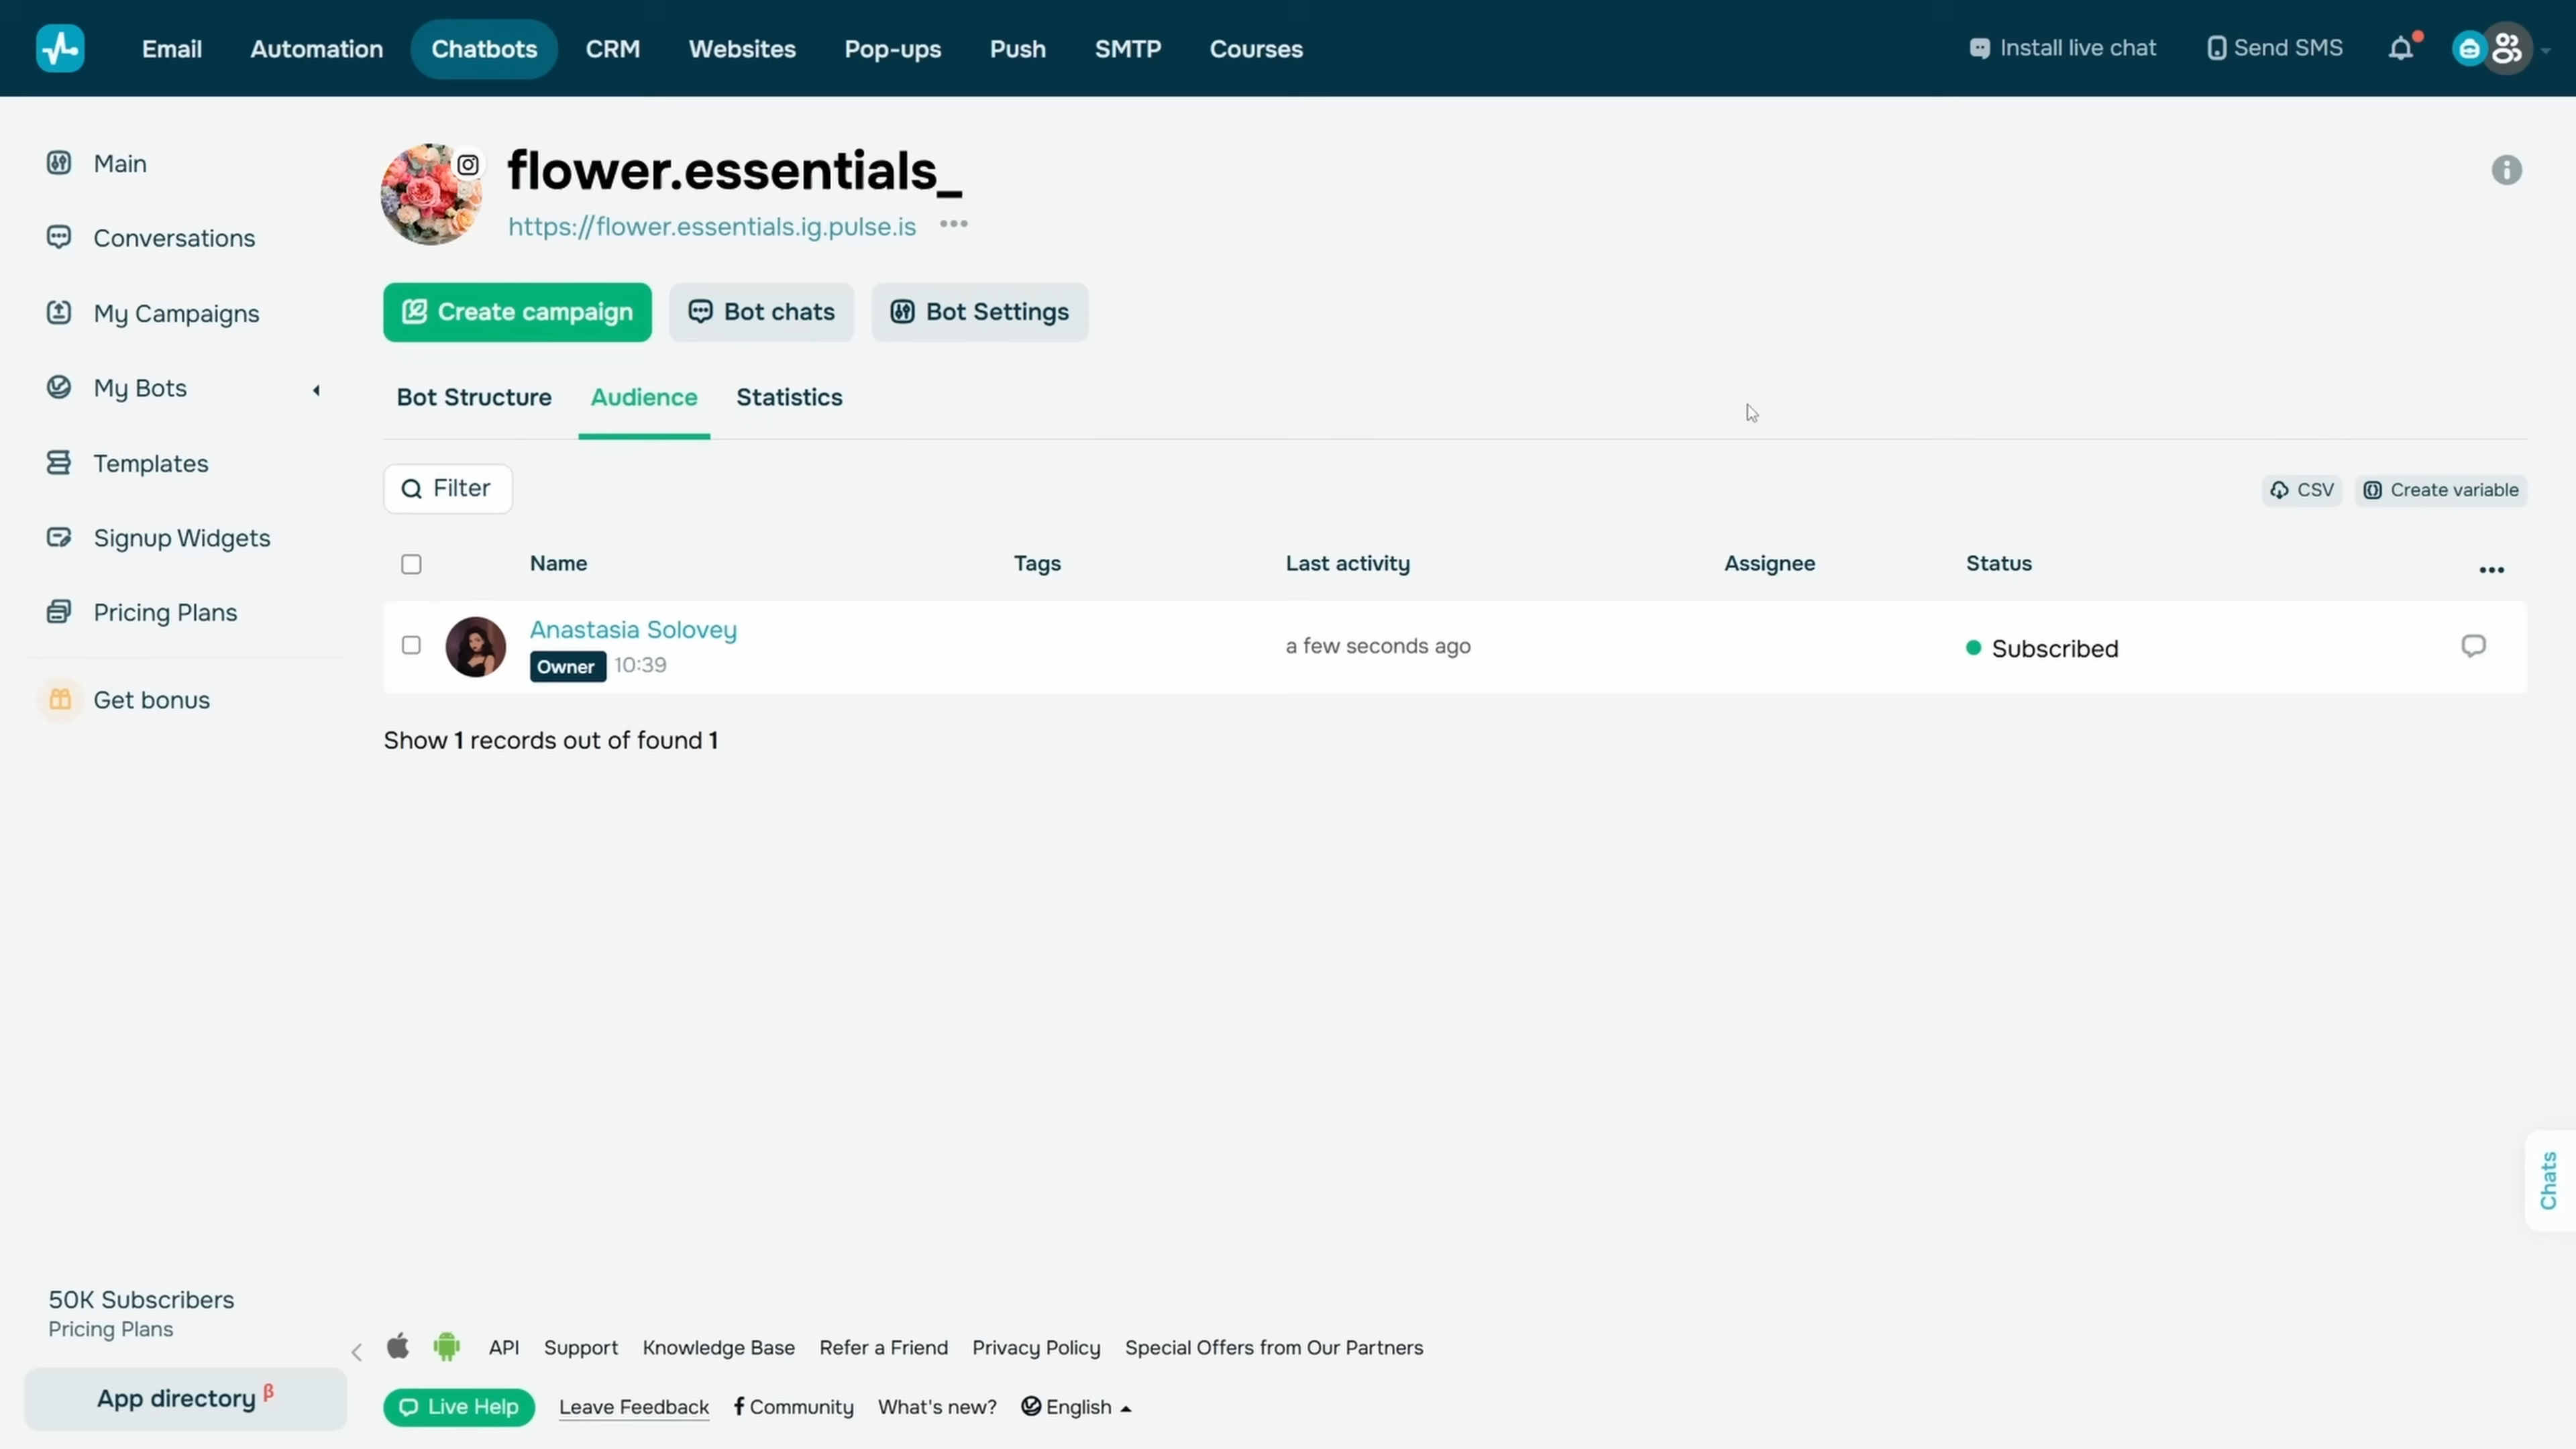 Email Automation Chatbots CRM Websites Pop-ups Push SMTP Courses Install live chat Send SMS
Main
Conversations
My Campaigns
My Bots
Templates
Signup Widgets
Pricing Plans
Get bonus
flower.essentials_
https://flower.essentials.ig.pulse.is
Create campaign Bot chats Bot Settings
Bot Structure Audience Statistics
Filter CSV Create variable
Name Tags Last activity Assignee Status
Anastasia Solovey
Owner 10:39 a few seconds ago Subscribed
Show 1 records out of found 1
Chats
50K Subscribers
Pricing Plans
App directory β
API Support Knowledge Base Refer a Friend Privacy Policy Special Offers from Our Partners
Live Help Leave Feedback Community What's new? English